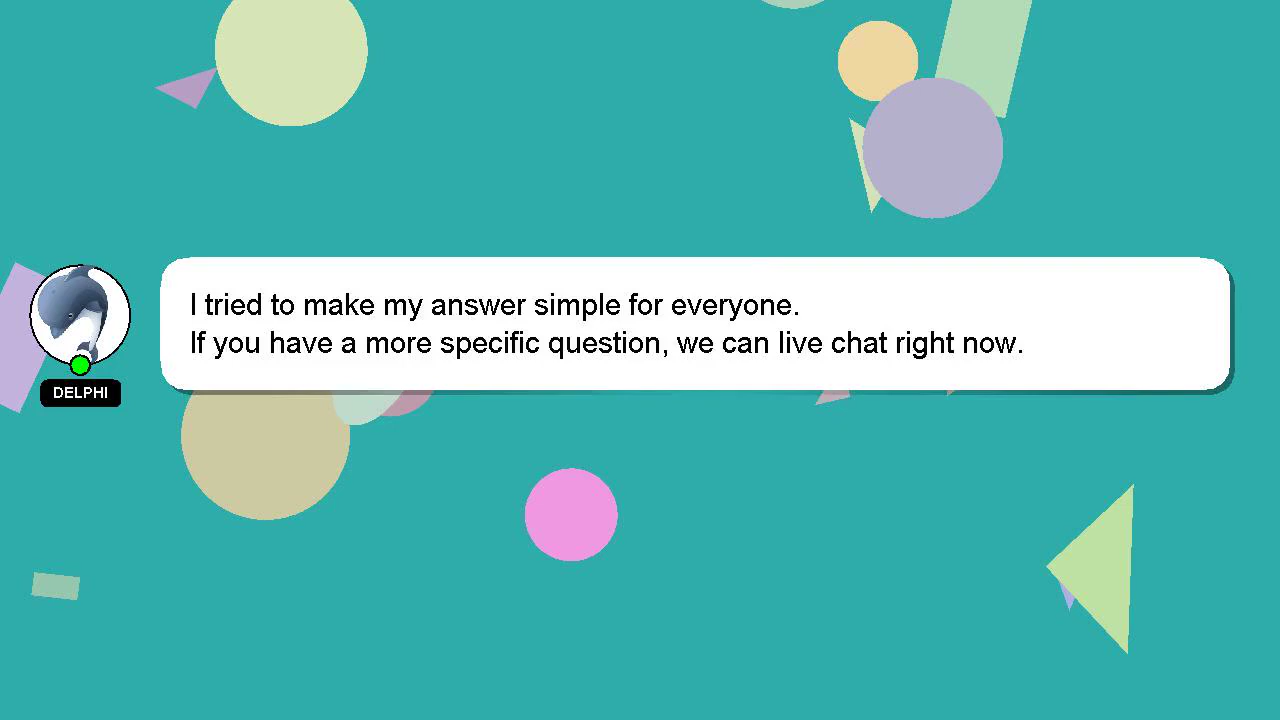 I tried to make my answer simple for everyone.
If you have a more specific question, we can live chat right now.
DELPHI